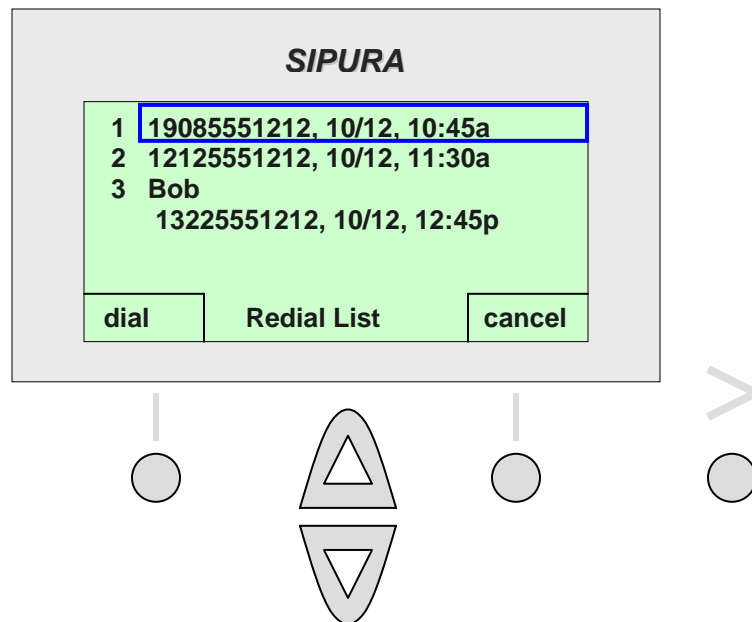 SIPURA
1 19085551212, 10/12, 10:45a
2 12125551212, 10/12, 11:30a
3 Bob
13225551212, 10/12, 12:45p
dial Redial List cancel
>